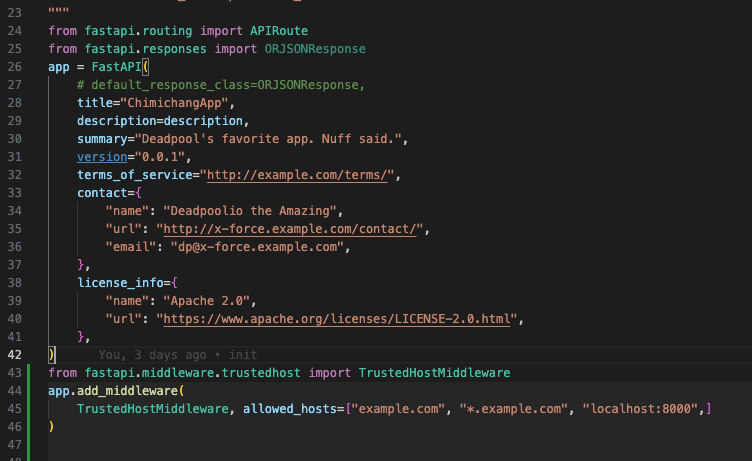 23 """
24 from fastapi.routing import APIRoute
25 from fastapi.responses import ORJSONResponse
26 app = FastAPI(
27     # default_response_class=ORJSONResponse,
28     title="ChimichangApp",
29     description=description,
30     summary="Deadpool's favorite app. Nuff said.",
31     version="0.0.1",
32     terms_of_service="http://example.com/terms/",
33     contact={
34         "name": "Deadpoolio the Amazing",
35         "url": "http://x-force.example.com/contact/",
36         "email": "dp@x-force.example.com",
37     },
38     license_info={
39         "name": "Apache 2.0",
40         "url": "https://www.apache.org/licenses/LICENSE-2.0.html",
41     },
42 )      You, 3 days ago • init
43 from fastapi.middleware.trustedhost import TrustedHostMiddleware
44 app.add_middleware(
45     TrustedHostMiddleware, allowed_hosts=["example.com", "*.example.com", "localhost:8000",]
46 )
47